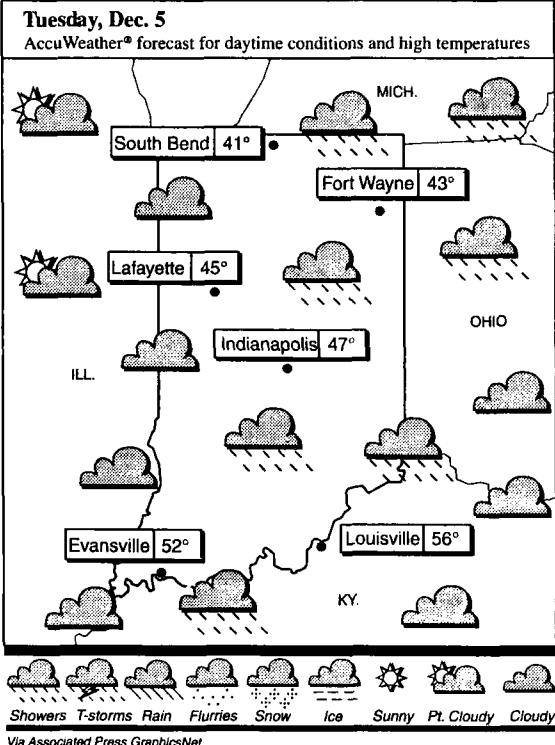 Tuesday, Dec. 5
AccuWeather® forecast for daytime conditions and high temperatures
MICH.
South Bend 41°
Fort Wayne 43°
Lafayette 45°
OHIO
Indianapolis 47°
ILL.
Evansville 52°
Louisville 56°
KY.
Showers T-storms Rain Flurries Snow Ice Sunny Pt. Cloudy Cloudy
Via Associated Press GraphicsNet